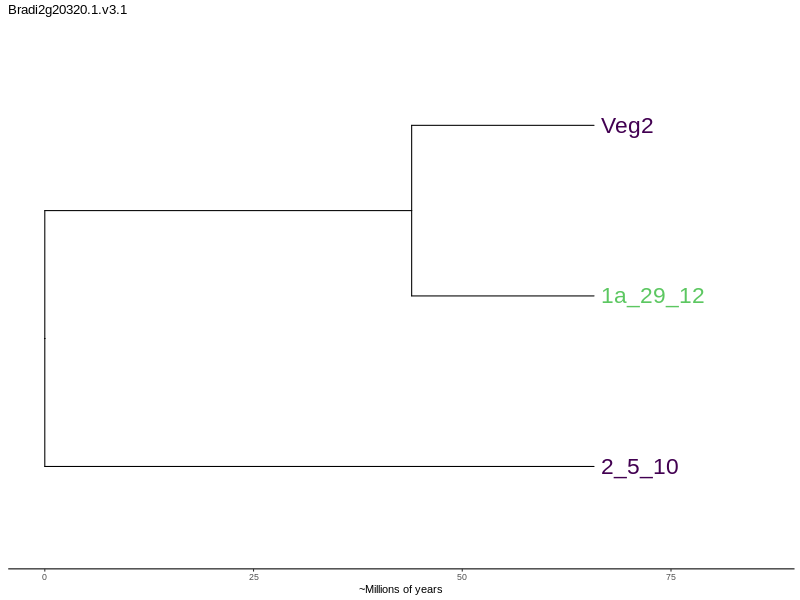 Bradi2g20320.1.v3.1
Veg2
1a_29_12
2_5_10
0 25 50 75
~Millions of years